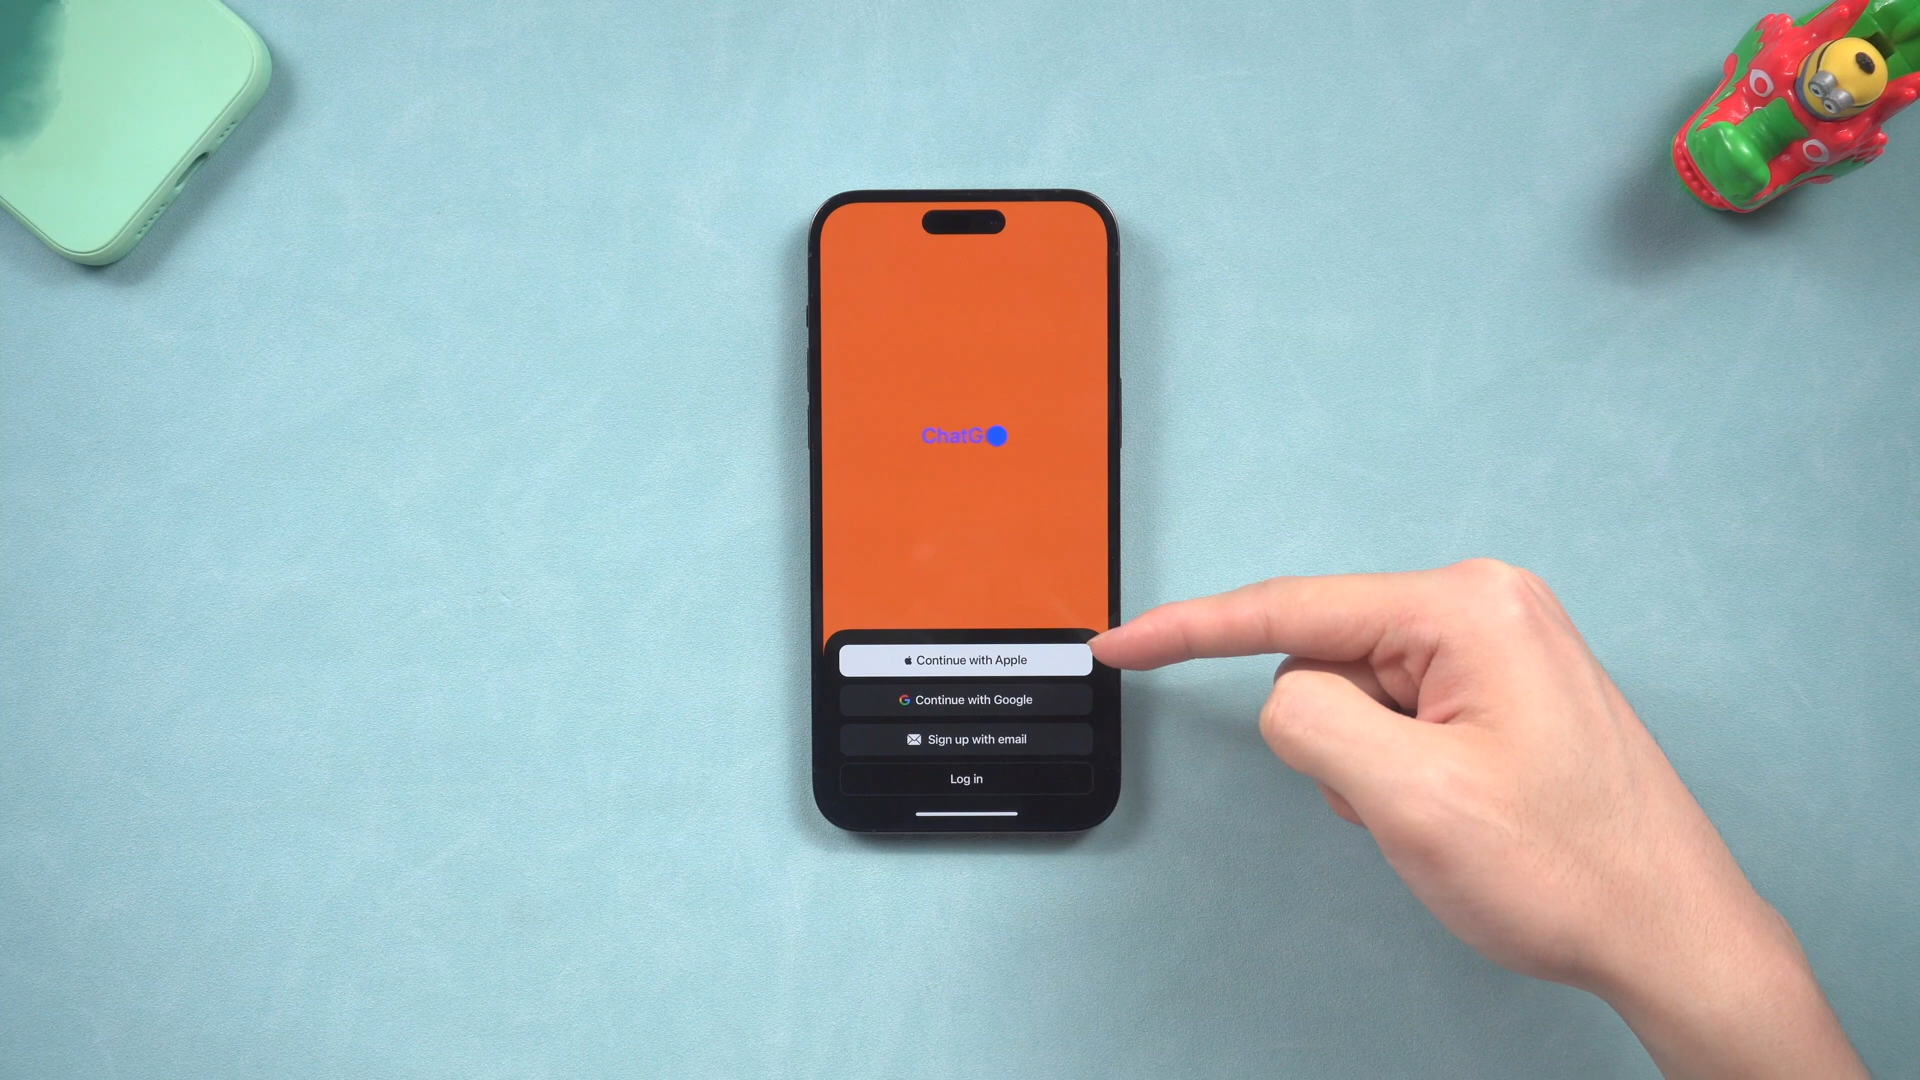 ChatG
Continue with Apple
Continue with Google
Sign up with email
Log in